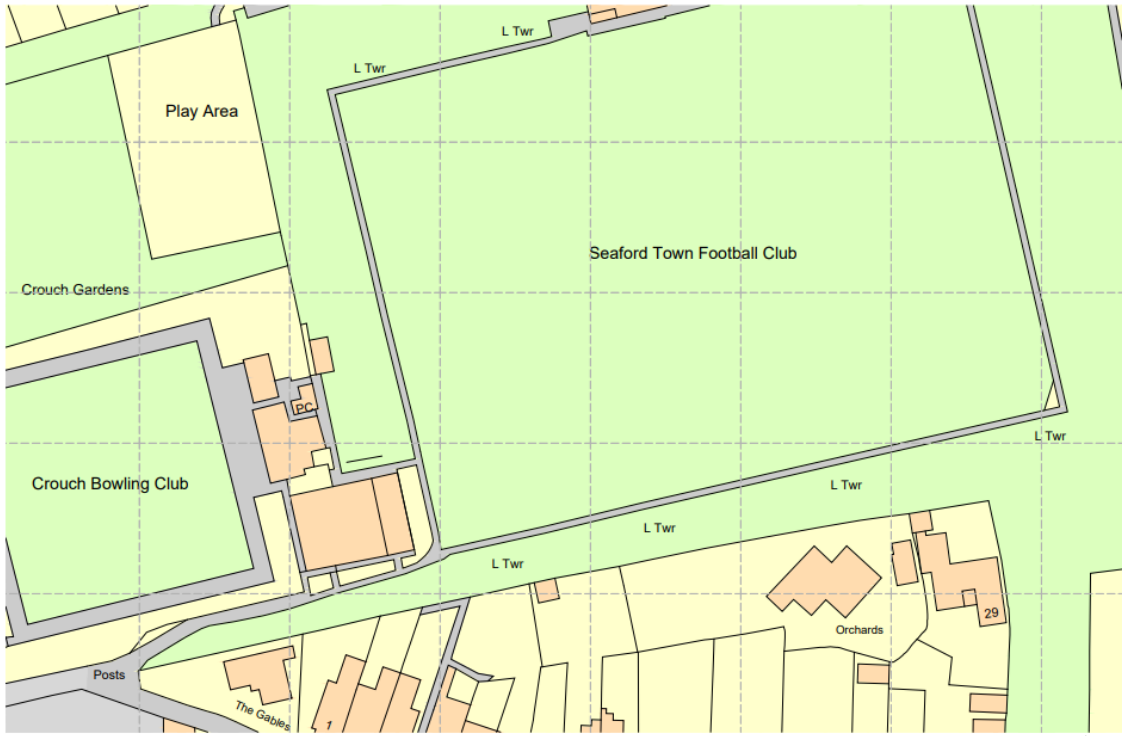 L Twr
L Twr
Play Area
Seaford Town Football Club
Crouch Gardens
PC
L Twr
Crouch Bowling Club
L Twr
L Twr
L Twr
29
Orchards
Posts
The Gables
1